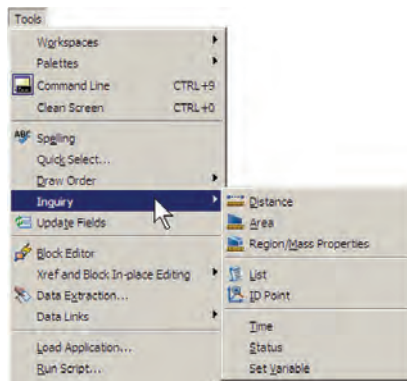 Tools
Workspaces
Palettes
Command Line CTRL+9
Clean Screen CTRL+0
ABC Spelling
Quick Select...
Draw Order
Inquiry
Update Fields
Block Editor
Xref and Block In-place Editing
Data Extraction...
Data Links
Load Application...
Run Script...
Distance
Area
Region/Mass Properties
List
ID Point
Time
Status
Set Variable